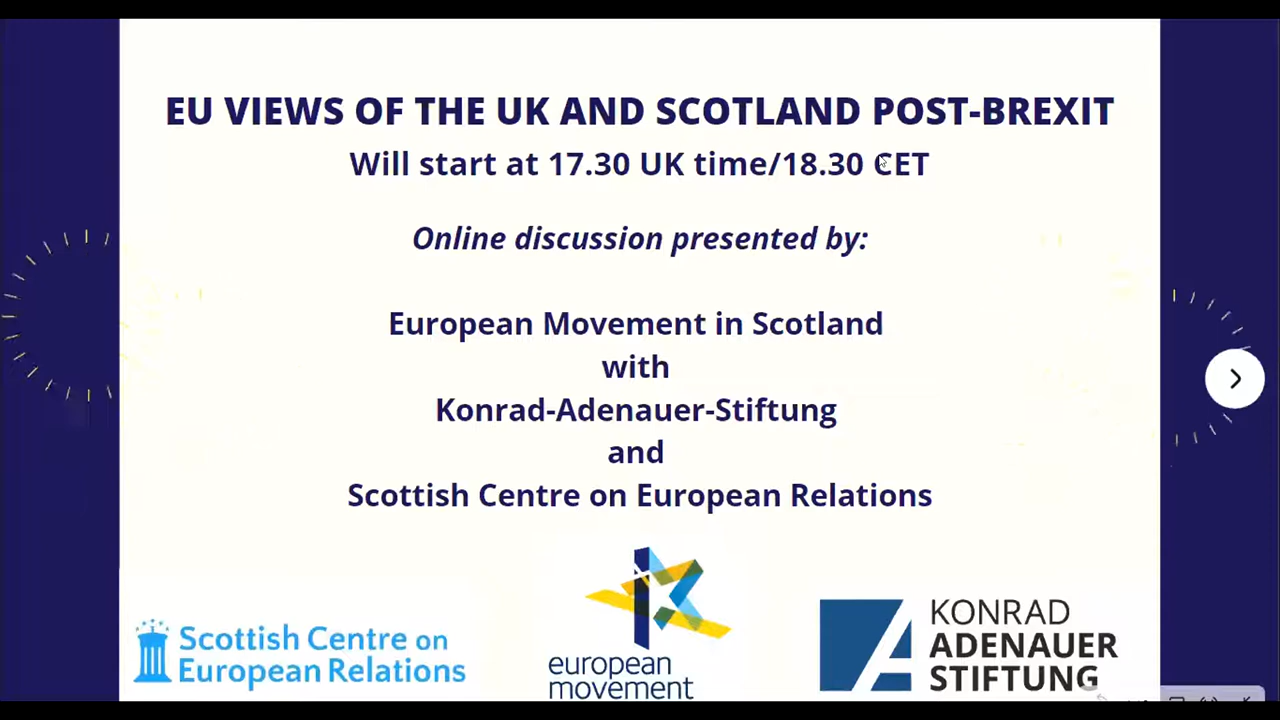 EU VIEWS OF THE UK AND SCOTLAND POST-BREXIT
Will start at 17.30 UK time/18.30 CET
Online discussion presented by:
European Movement in Scotland
with
Konrad-Adenauer-Stiftung
and
Scottish Centre on European Relations
Scottish Centre on
European Relations
european
movement
KONRAD
ADENAUER
STIFTUNG